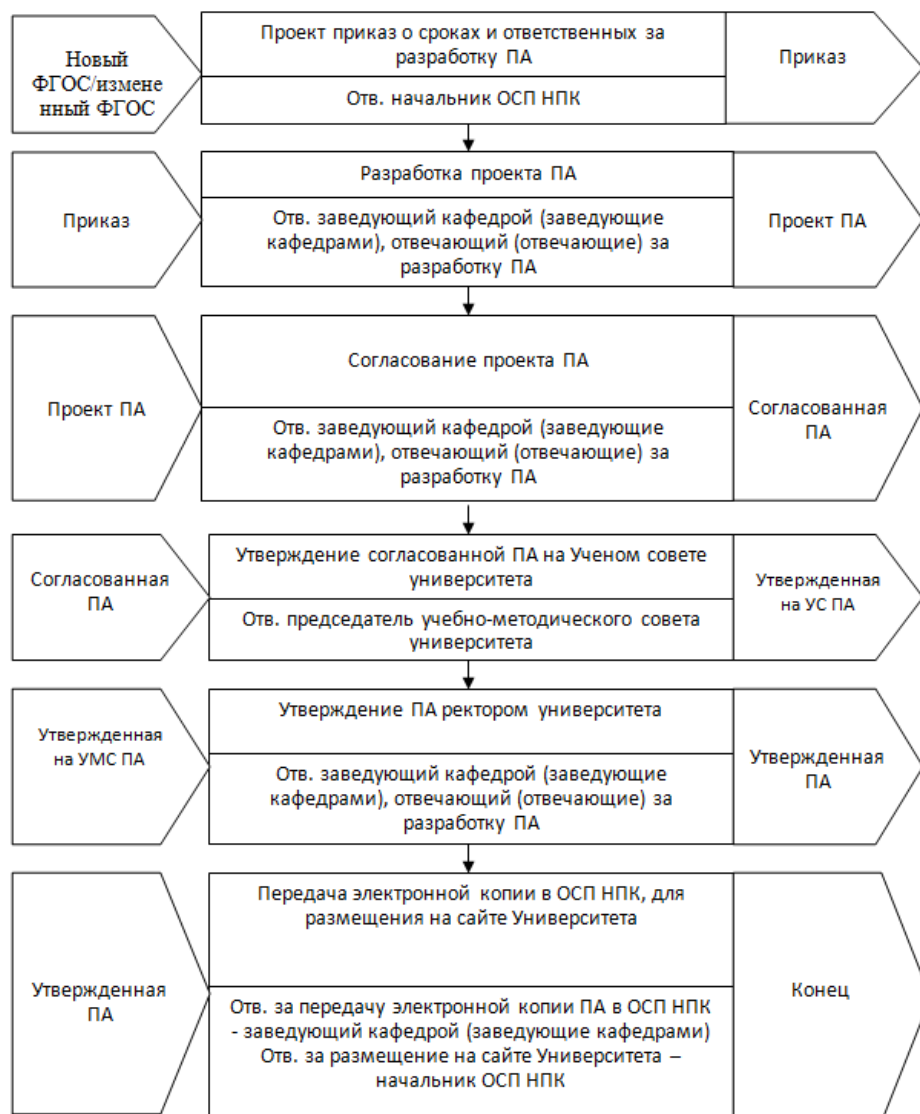 Новый
ФГОС/измене
нный ФГОС
Проект приказ о сроках и ответственных за
разработку ПА
Отв. начальник ОСП НПК
Приказ
Приказ
Разработка проекта ПА
Отв. заведующий кафедрой (заведующие
кафедрами), отвечающий (отвечающие) за
разработку ПА
Проект ПА
Проект ПА
Согласование проекта ПА
Отв. заведующий кафедрой (заведующие
кафедрами), отвечающий (отвечающие) за
разработку ПА
Согласованная
ПА
Согласованная
ПА
Утверждение согласованной ПА на Ученом совете
университета
Отв. председатель учебно-методического совета
университета
Утвержденная
на УС ПА
Утвержденная
на УМС ПА
Утверждение ПА ректором университета
Отв. заведующий кафедрой (заведующие
кафедрами), отвечающий (отвечающие) за
разработку ПА
Утвержденная
ПА
Утвержденная
ПА
Передача электронной копии в ОСП НПК, для
размещения на сайте Университета
Отв. за передачу электронной копии ПА в ОСП НПК
- заведующий кафедрой (заведующие кафедрами)
Отв. за размещение на сайте Университета –
начальник ОСП НПК
Конец